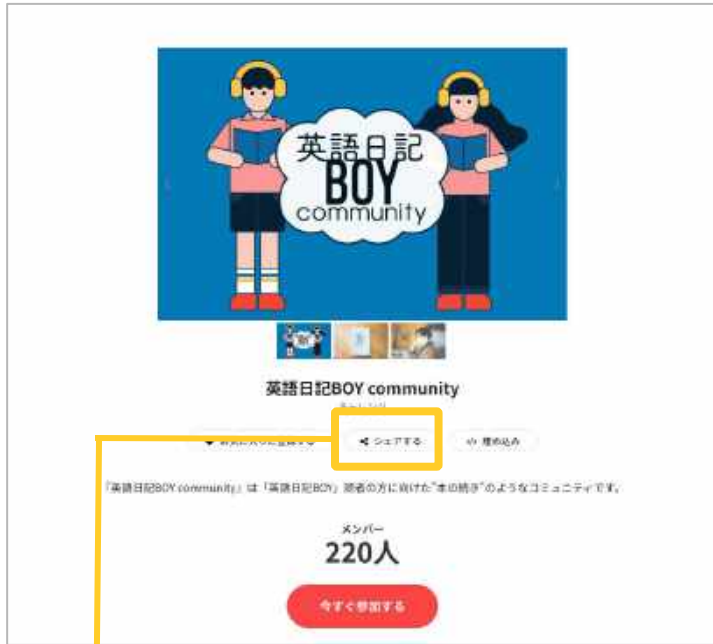 英語日記
BOY
community
英語日記BOY community
シェアする
埋め込み
「英語日記BOY community」は「英語日記BOY」読者の方に向けた"本の続き"のようなコミュニティです。
メンバー
220人
今すぐ参加する